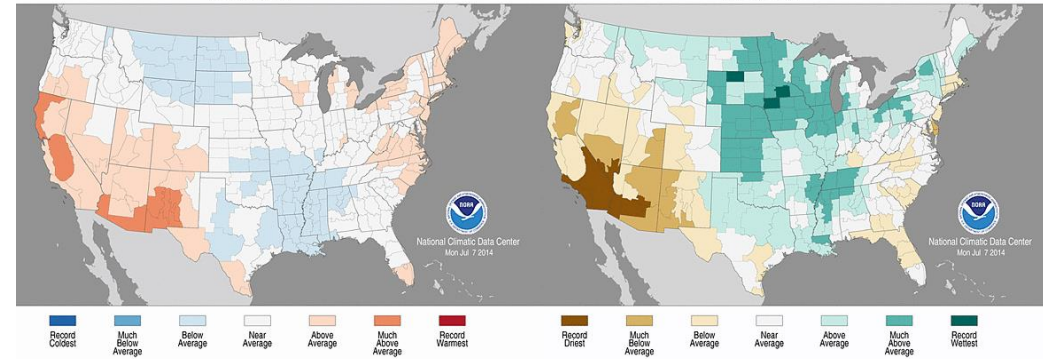 NOAA
National Climatic Data Center
Mon Jul 7 2014
NOAA
National Climatic Data Center
Mon Jul 7 2014
Record
Coldest
Much
Below
Average
Below
Average
Near
Average
Above
Average
Much
Above
Average
Record
Warmest
Record
Driest
Much
Below
Average
Below
Average
Near
Average
Above
Average
Much
Above
Average
Record
Wettest